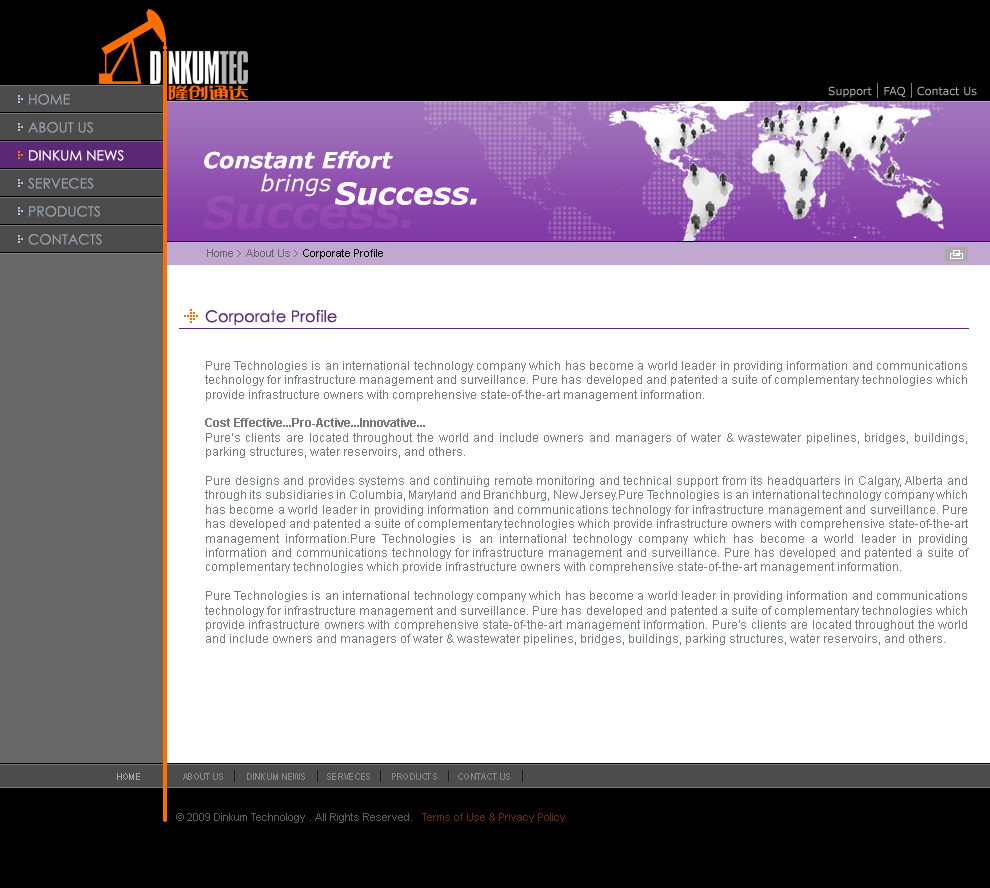 DINKUMTEC
隆创通达
Support FAQ Contact Us
HOME
ABOUT US
DINKUM NEWS
SERVECES
PRODUCTS
CONTACTS
Constant Effort
brings Success.
Success.
Home > About Us > Corporate Profile
Corporate Profile
Pure Technologies is an international technology company which has become a world leader in providing information and communications
technology for infrastructure management and surveillance. Pure has developed and patented a suite of complementary technologies which
provide infrastructure owners with comprehensive state-of-the-art management information.
Cost Effective...Pro-Active...Innovative...
Pure's clients are located throughout the world and include owners and managers of water & wastewater pipelines, bridges, buildings,
parking structures, water reservoirs, and others.
Pure designs and provides systems and continuing remote monitoring and technical support from its headquarters in Calgary, Alberta and
through its subsidiaries in Columbia, Maryland and Branchburg, New Jersey.Pure Technologies is an international technology company which
has become a world leader in providing information and communications technology for infrastructure management and surveillance. Pure
has developed and patented a suite of complementary technologies which provide infrastructure owners with comprehensive state-of-the-art
management information.Pure Technologies is an international technology company which has become a world leader in providing
information and communications technology for infrastructure management and surveillance. Pure has developed and patented a suite of
complementary technologies which provide infrastructure owners with comprehensive state-of-the-art management information.
Pure Technologies is an international technology company which has become a world leader in providing information and communications
technology for infrastructure management and surveillance. Pure has developed and patented a suite of complementary technologies which
provide infrastructure owners with comprehensive state-of-the-art management information. Pure's clients are located throughout the world
and include owners and managers of water & wastewater pipelines, bridges, buildings, parking structures, water reservoirs, and others.
HOME ABOUT US DINKUM NEWS SERVECES PRODUCTS CONTACT US
© 2009 Dinkum Technology . All Rights Reserved. Terms of Use & Privacy Policy